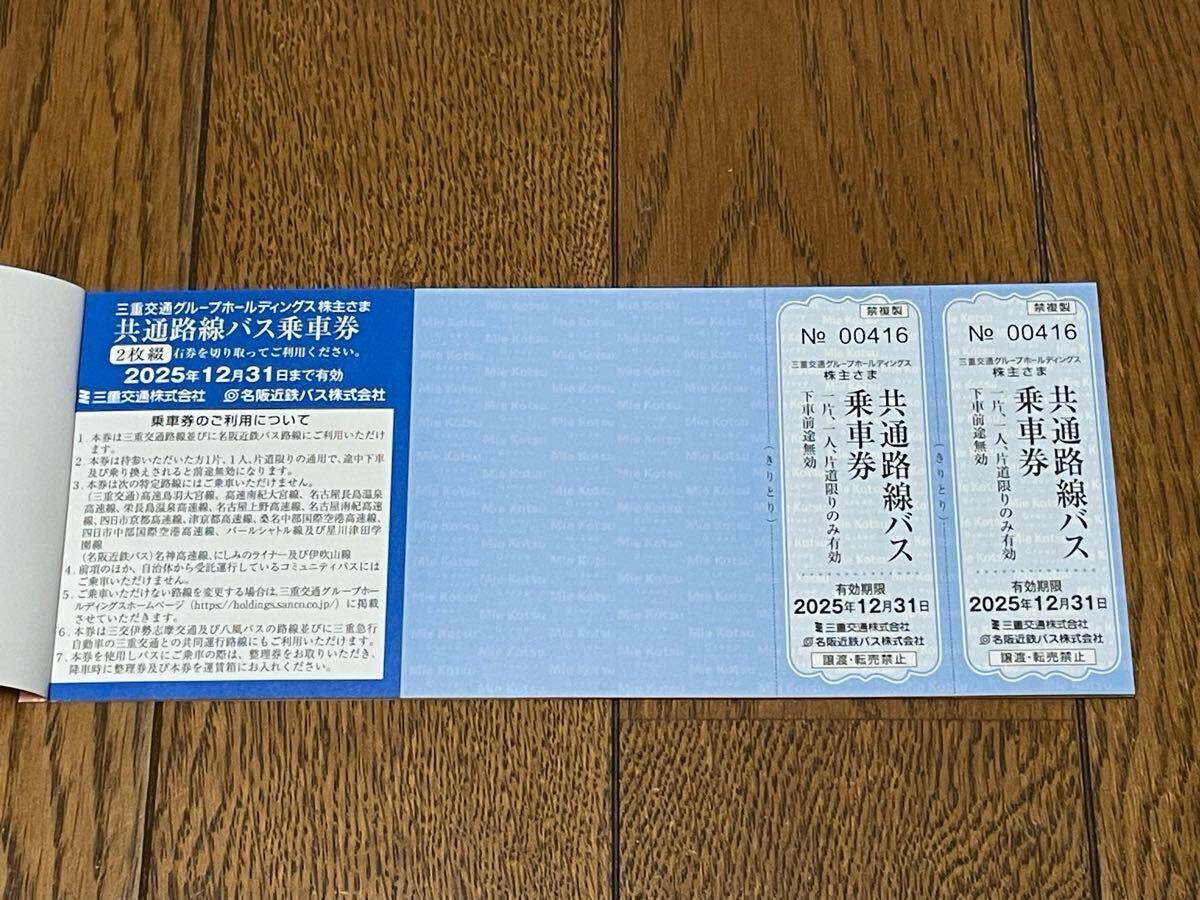 三重交通グループホールディングス 株主さま
共通路線バス乗車券
2枚綴 右券を切り取ってご利用ください。
2025年12月31日まで有効
三重交通株式会社 名阪近鉄バス株式会社
乗車券のご利用について
1. 本券は三重交通路線並びに名阪近鉄バス路線にご利用いただけ
ます。
2. 本券は持参いただいた方1片、1人、片道限りの通用で、途中下車
及び乗り換えされると前途無効になります。
3. 本券は次の特定路線にはご乗車いただけません。
(三重交通)高速鳥羽大宮線、高速南紀大宮線、名古屋長島温泉
高速線、栄長島温泉高速線、名古屋上野高速線、名古屋南紀高速
線、四日市京都高速線、津京都高速線、桑名中部国際空港高速線、
四日市中部国際空港高速線、パールシャトル線及び星川津田学
園線
(名阪近鉄バス)名神高速線、にしみのライナー及び伊吹山線
4. 前項のほか、自治体から受託運行しているコミュニティバスには
ご乗車いただけません。
5. ご乗車いただけない路線を変更する場合は、三重交通グループホー
ルディングスホームページ(https://holdings.sanco.co.jp/)に掲載
させていただきます。
6. 本券は三交伊勢志摩交通及び八風バスの路線並びに三重急行
自動車の三重交通との共同運行路線にもご利用いただけます。
7. 本券を使用しバスにご乗車の際は、整理券をお取りいただき、
降車時に整理券及び本券を運賃箱にお入れください。
Mie Kotsu
(きりとり)
禁複製
№ 00416
三重交通グループホールディングス
株主さま
共通路線バス
乗車券
一片、一人、片道限りのみ有効
下車前途無効
有効期限
2025年12月31日
三重交通株式会社
名阪近鉄バス株式会社
譲渡・転売禁止
(きりとり)
禁複製
№ 00416
三重交通グループホールディングス
株主さま
共通路線バス
乗車券
一片、一人、片道限りのみ有効
下車前途無効
有効期限
2025年12月31日
三重交通株式会社
名阪近鉄バス株式会社
譲渡・転売禁止